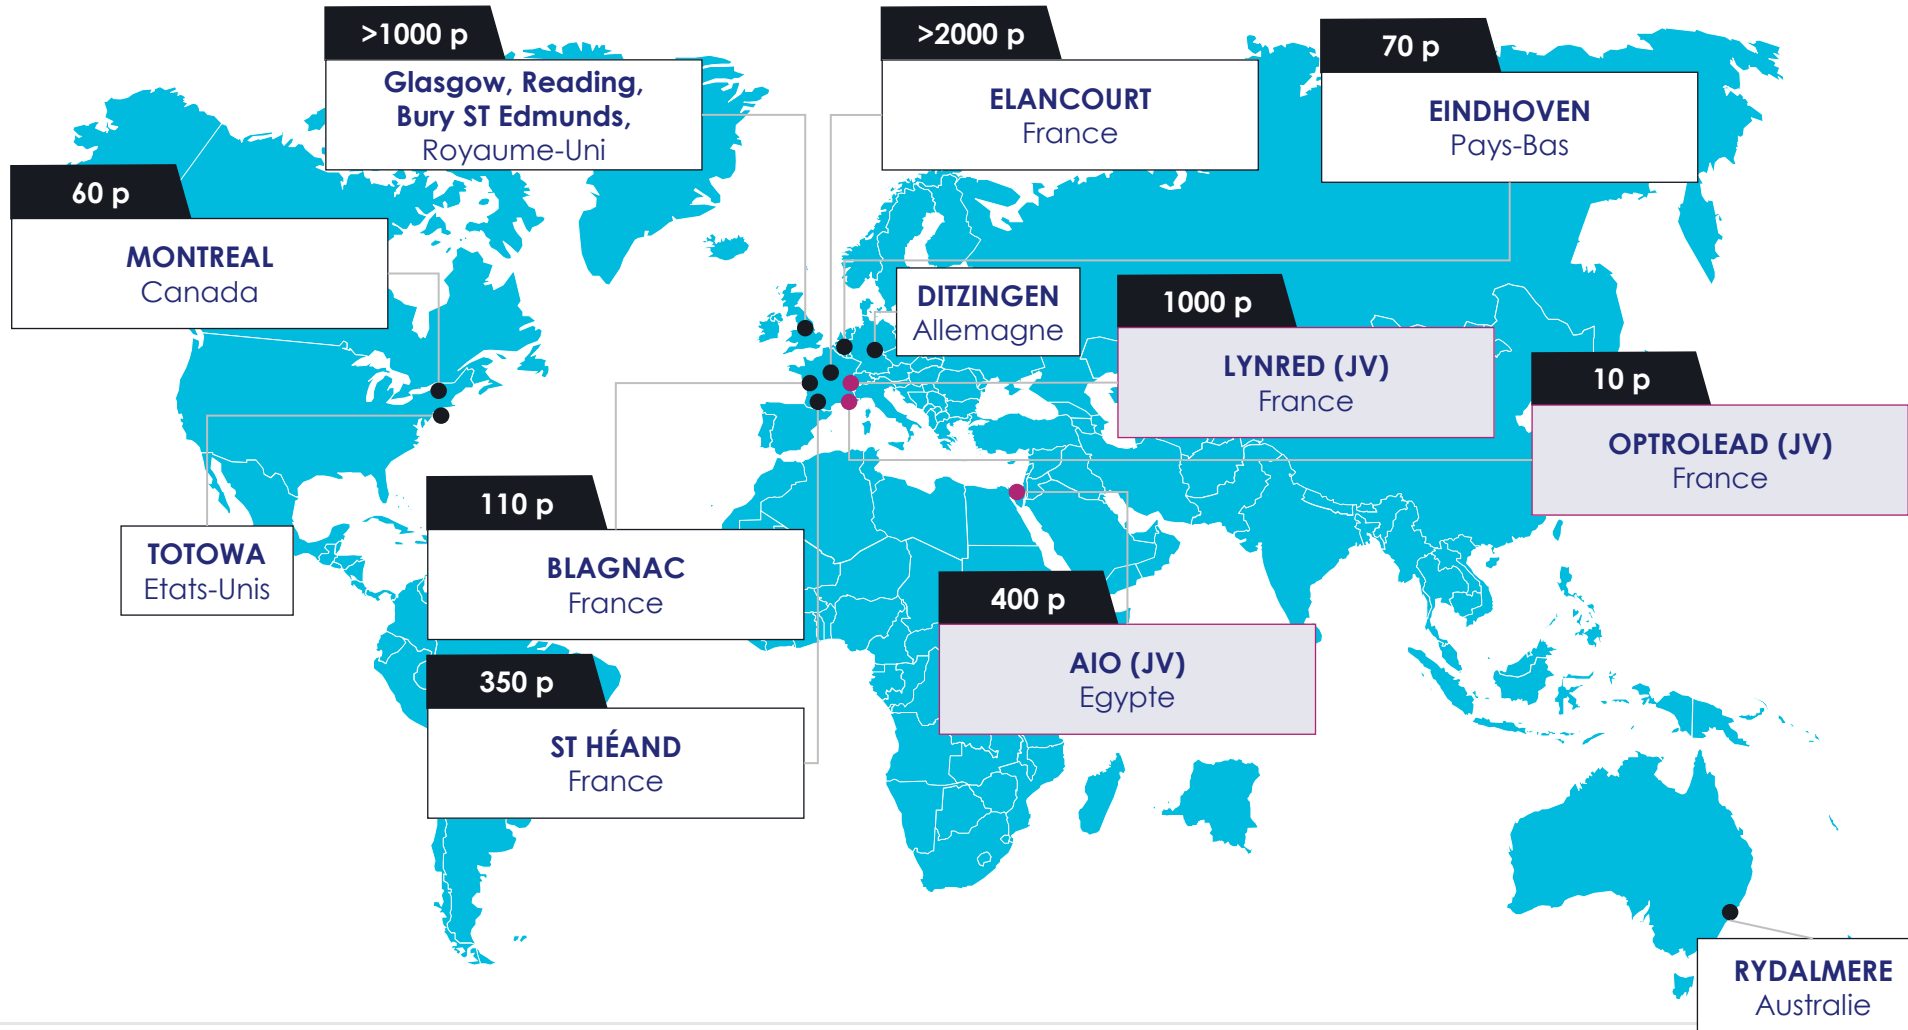 >1000 p
Glasgow, Reading,
Bury ST Edmunds,
Royaume-Uni
>2000 p
ELANCOURT
France
70 p
EINDHOVEN
Pays-Bas
60 p
MONTREAL
Canada
DITZINGEN
Allemagne
1000 p
LYNRED (JV)
France
10 p
OPTROLEAD (JV)
France
TOTOWA
Etats-Unis
110 p
BLAGNAC
France
400 p
AIO (JV)
Egypte
350 p
ST HÉAND
France
RYDALMERE
Australie